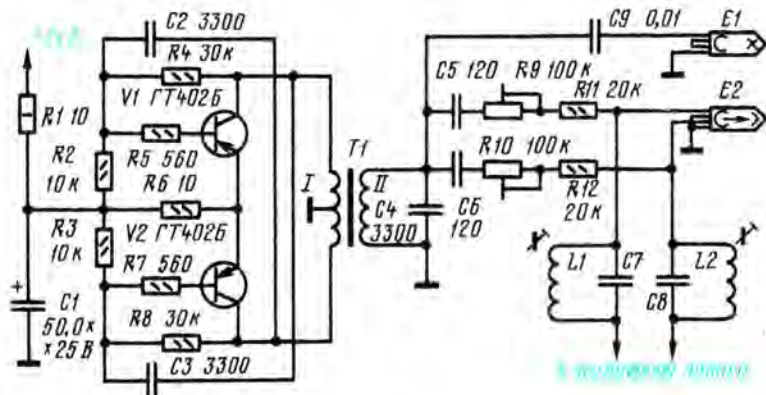 C2 3300
R4 30к
V1 ГТ402Б
R1 10
R2
10к
R5 560
R6 10
R3
10к
V2 ГТ402Б
R7 560
+
C1
50,0×
×25 В
R8 30к
C3 3300
I
T1
II
C4
3300
C9 0,01
E1
C5 120
R9 100к
R11 20к
E2
R10 100к
C6
120
R12
20к
L1
C7
C8
L2